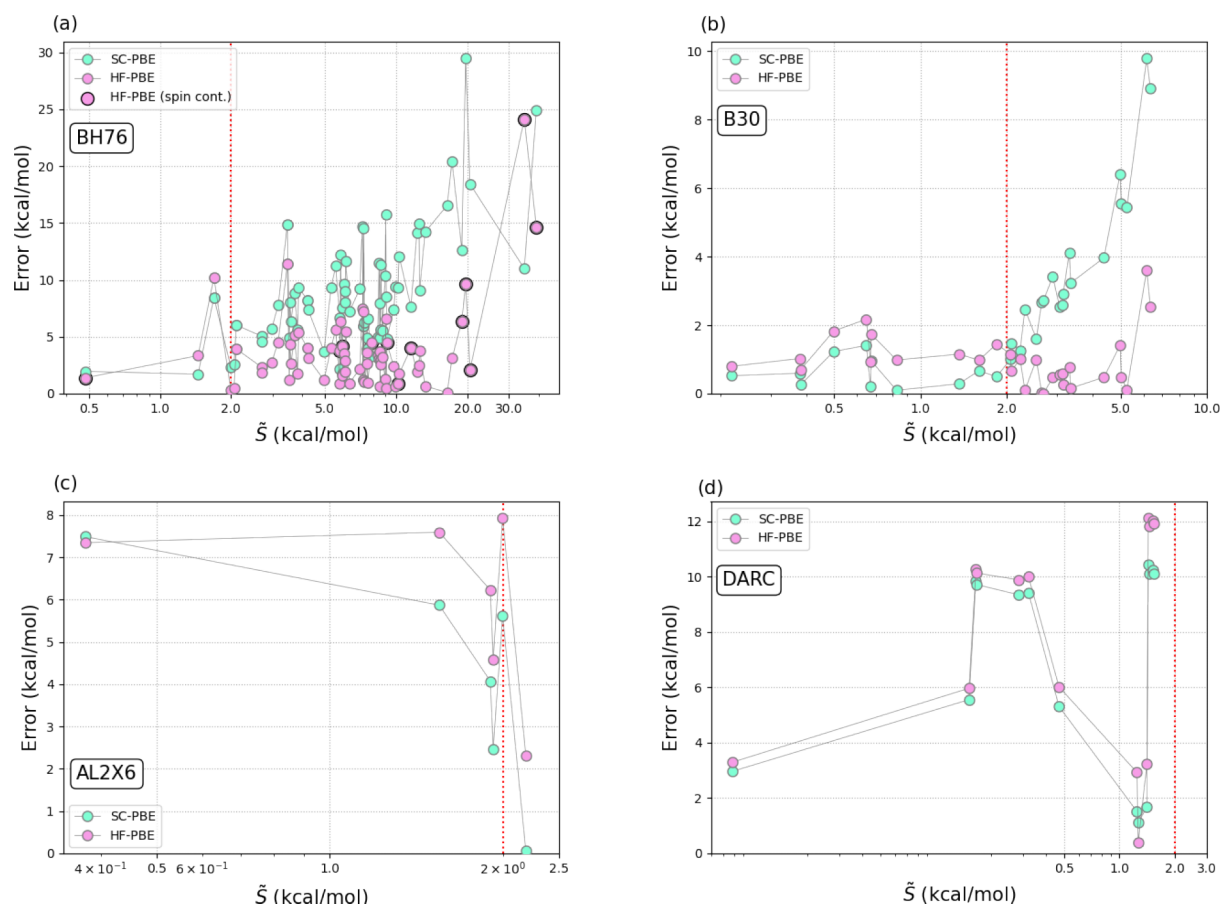 (a)
30
25
20
15
10
5
0
Error (kcal/mol)
SC-PBE
HF-PBE
HF-PBE (spin cont.)
BH76
0.5
1.0
2.0
5.0
10.0
20.0
30.0
S̃ (kcal/mol)
(b)
10
8
6
4
2
0
Error (kcal/mol)
SC-PBE
HF-PBE
B30
0.5
1.0
2.0
5.0
10.0
S̃ (kcal/mol)
(c)
8
7
6
5
4
3
2
1
0
Error (kcal/mol)
AL2X6
SC-PBE
HF-PBE
4 × 10⁻¹
0.5
6 × 10⁻¹
1.0
2 × 10⁰
2.5
S̃ (kcal/mol)
(d)
12
10
8
6
4
2
0
Error (kcal/mol)
SC-PBE
HF-PBE
DARC
0.5
2.0
3.0
S̃ (kcal/mol)